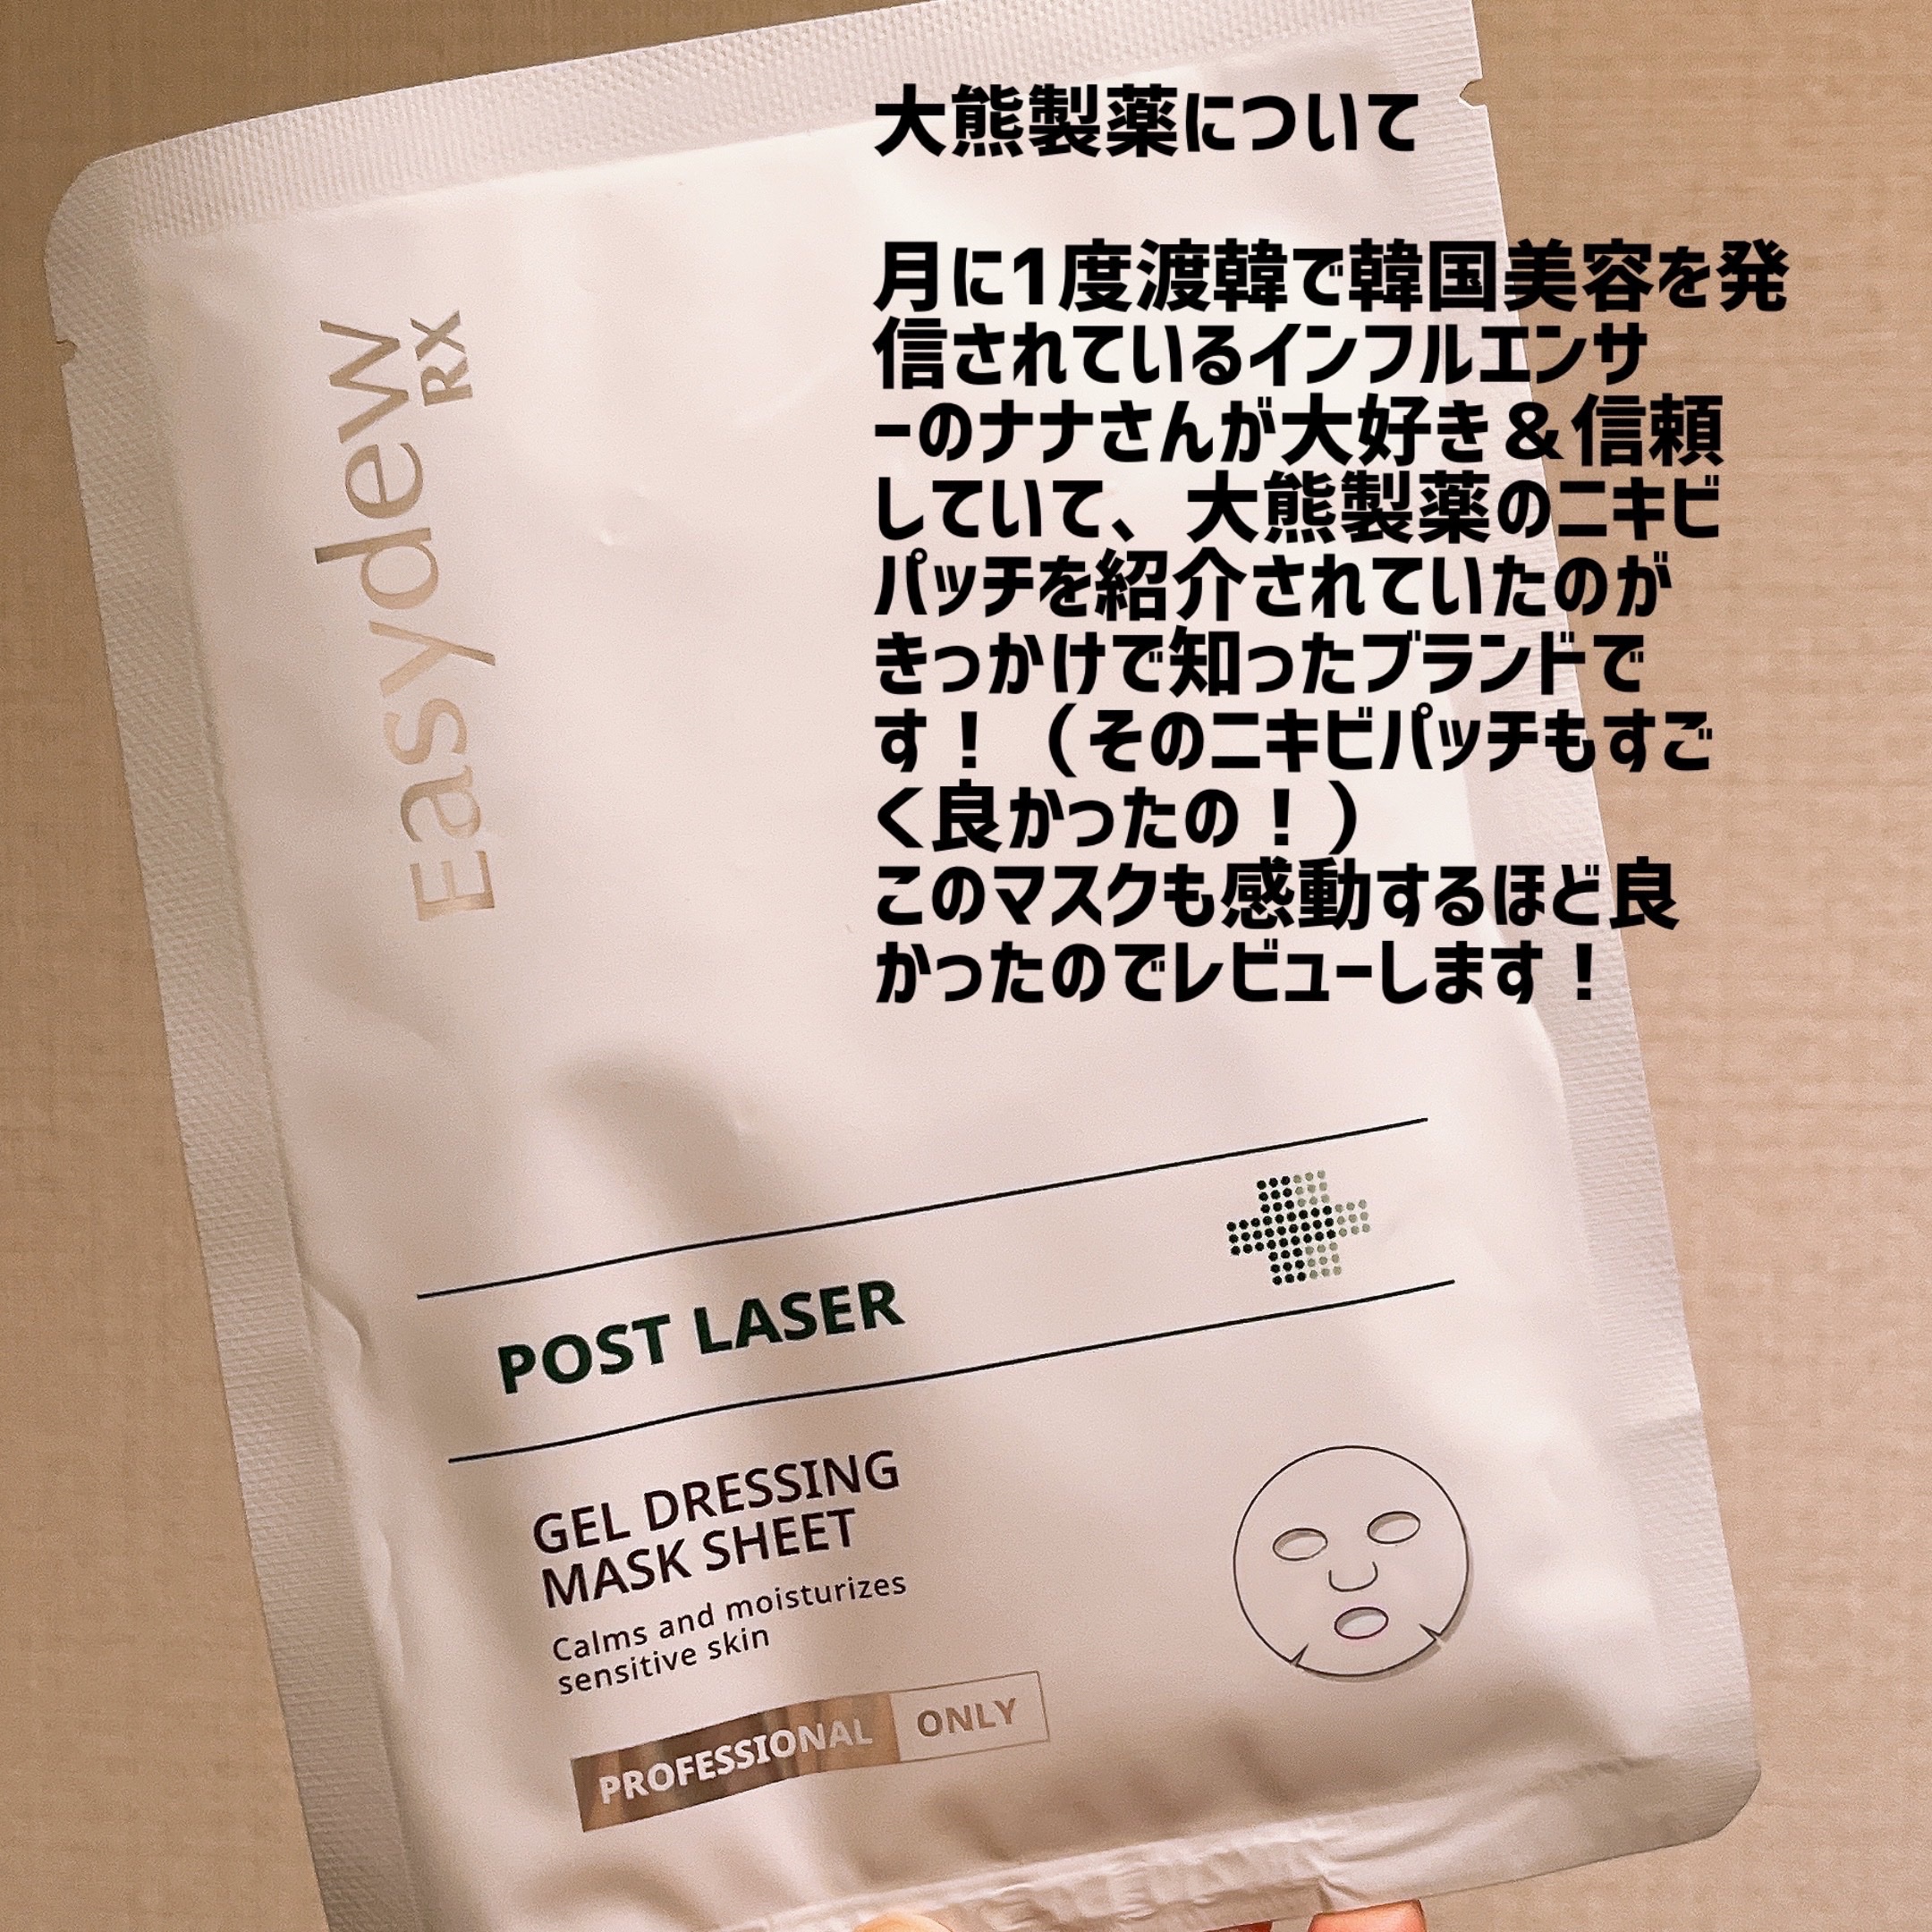 大熊製薬について
月に1度渡韓で韓国美容を発
信されているインフルエンサ
ーのナナさんが大好き＆信頼
していて、大熊製薬のニキビ
パッチを紹介されていたのが
きっかけで知ったブランドで
す！（そのニキビパッチもすご
く良かったの！）
このマスクも感動するほど良
かったのでレビューします！
Easydew
RX
POST LASER
GEL DRESSING
MASK SHEET
Calms and moisturizes
sensitive skin
PROFESSIONAL ONLY